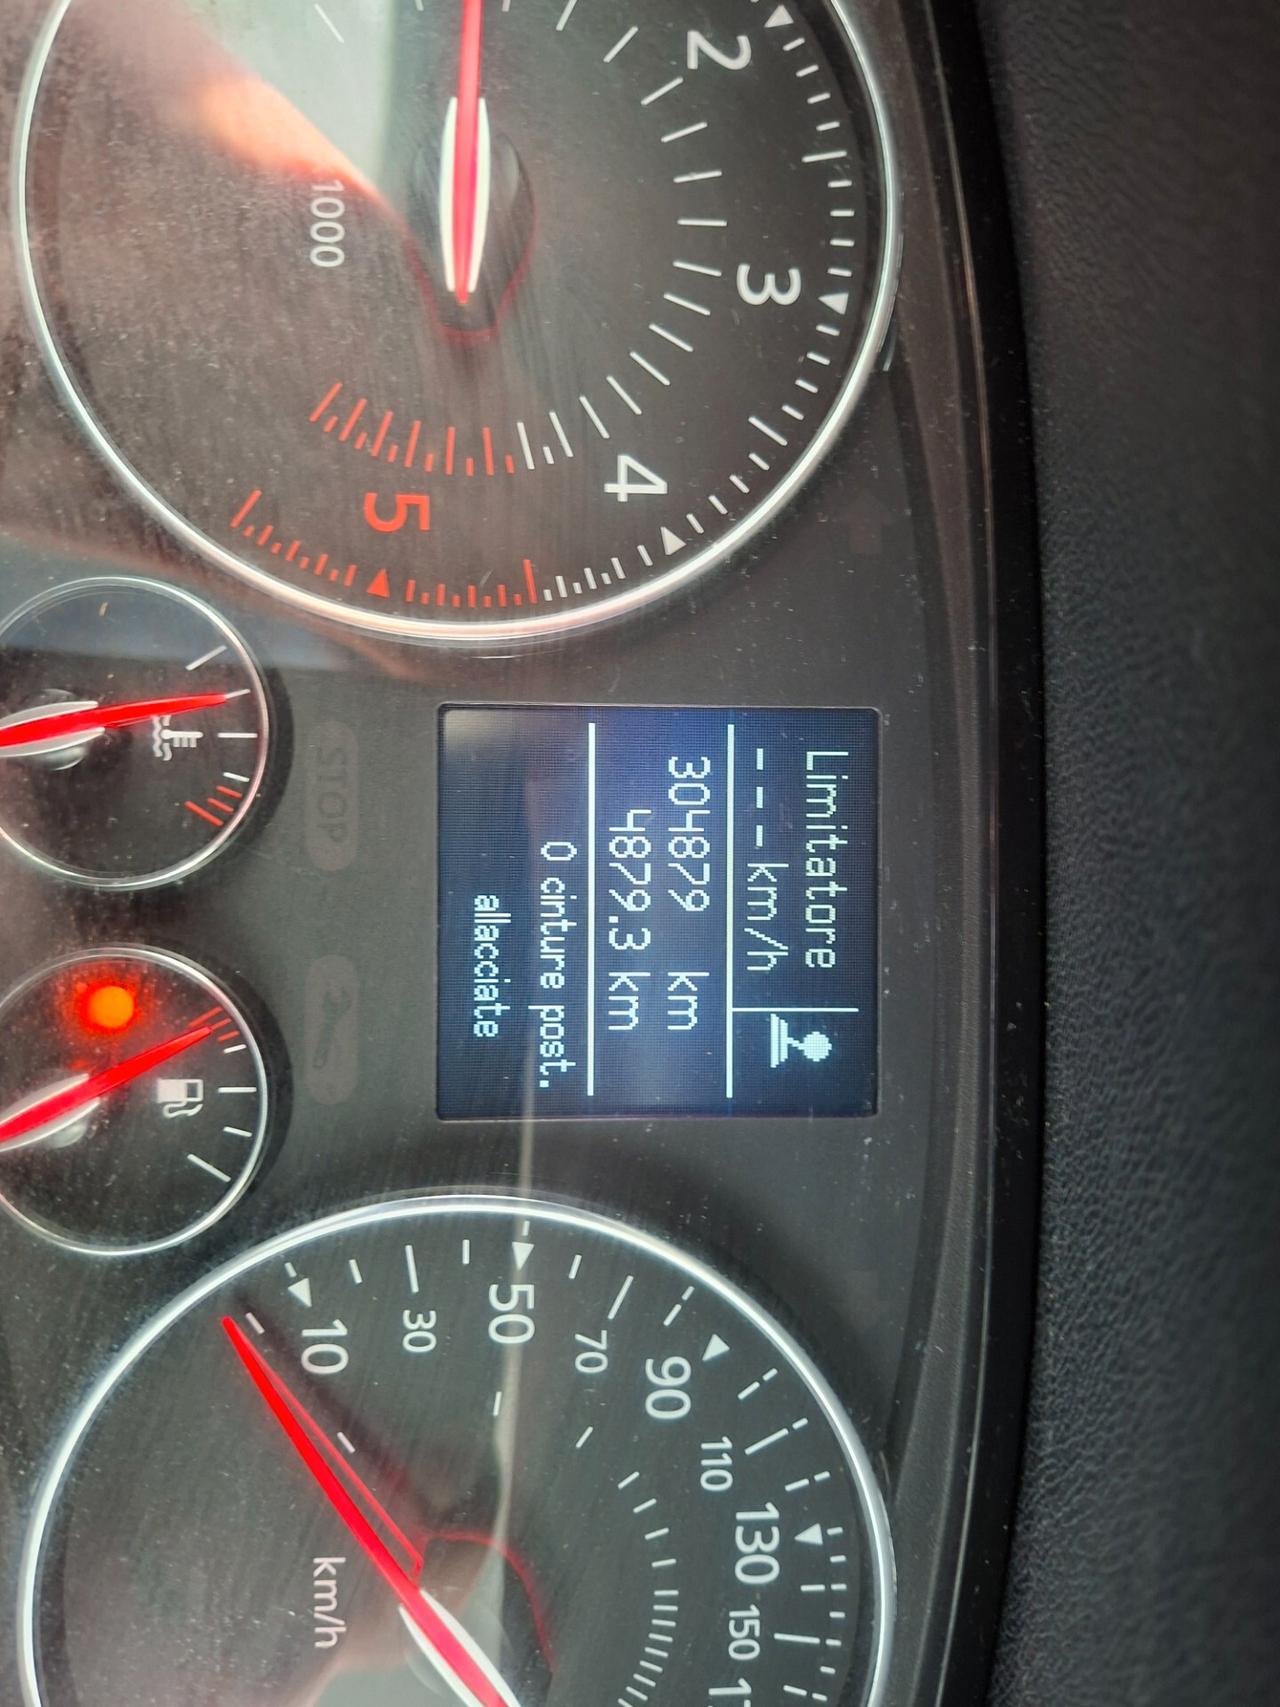 2
3
4
5
1000
Limitatore
---km/h
304879 km
4879.3 km
0 cinture post.
allacciate
STOP
10
30
50
70
90
110
130
150
km/h